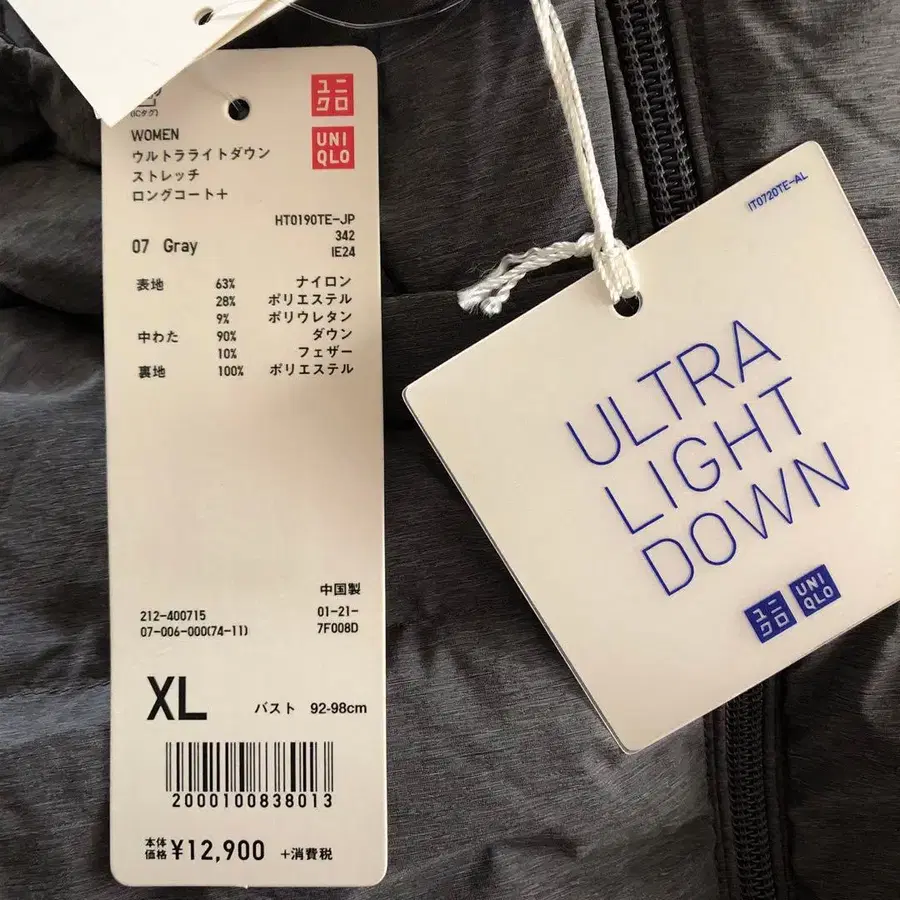 (ICタグ)
ユニ
クロ
UNI
QLO
WOMEN
ウルトラライトダウン
ストレッチ
ロングコート+
HT0190TE-JP
342
IE24
07 Gray
表地 63% ナイロン
28% ポリエステル
9% ポリウレタン
中わた 90% ダウン
10% フェザー
裏地 100% ポリエステル
中国製
212-400715 01-21-
07-006-000(74-11) 7F008D
XL バスト 92-98cm
2000100838013
本体
価格 ¥12,900 +消費税
IT0720TE-AL
ULTRA
LIGHT
DOWN
ユニ
クロ
UNI
QLO